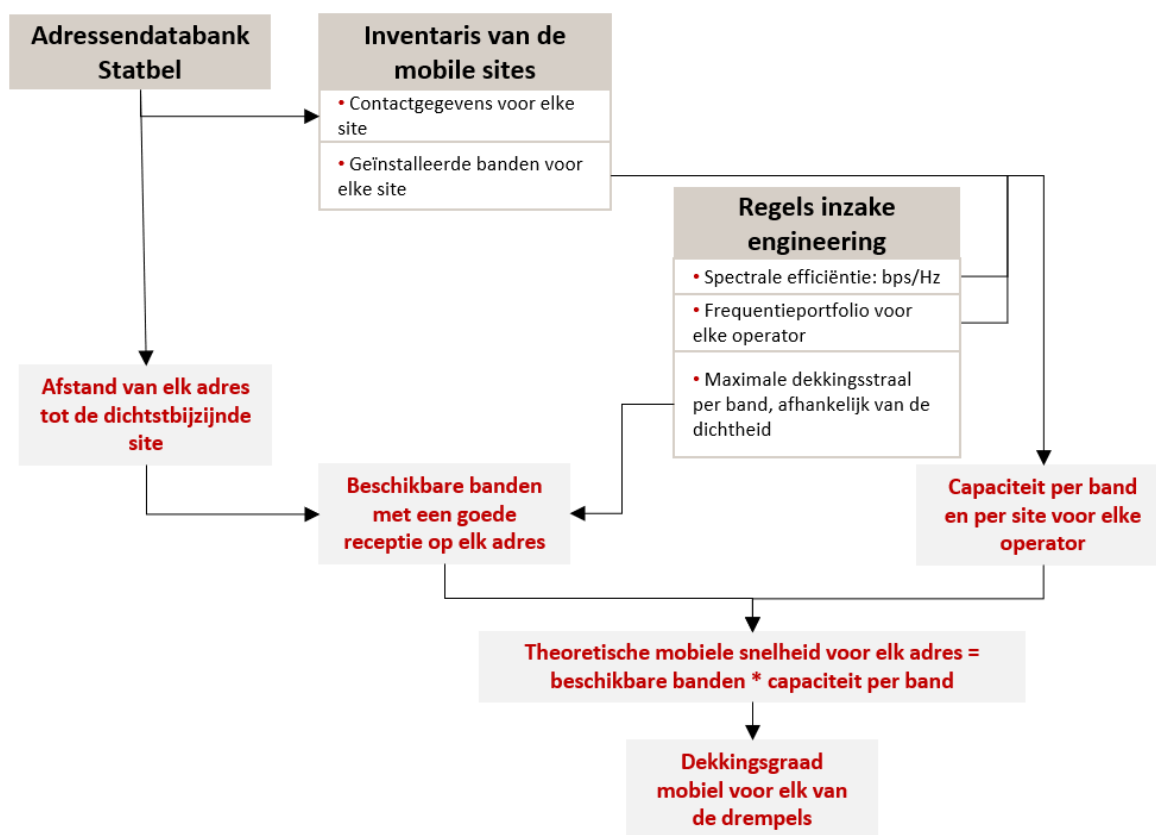 Adressendatabank
Statbel
Inventaris van de
mobile sites
• Contactgegevens voor elke
site
• Geïnstalleerde banden voor
elke site
Regels inzake
engineering
• Spectrale efficiëntie: bps/Hz
• Frequentieportfolio voor
elke operator
• Maximale dekkingsstraal
per band, afhankelijk van de
dichtheid
Afstand van elk adres
tot de dichtstbijzijnde
site
Beschikbare banden
met een goede
receptie op elk adres
Capaciteit per band
en per site voor elke
operator
Theoretische mobiele snelheid voor elk adres =
beschikbare banden * capaciteit per band
Dekkingsgraad
mobiel voor elk van
de drempels